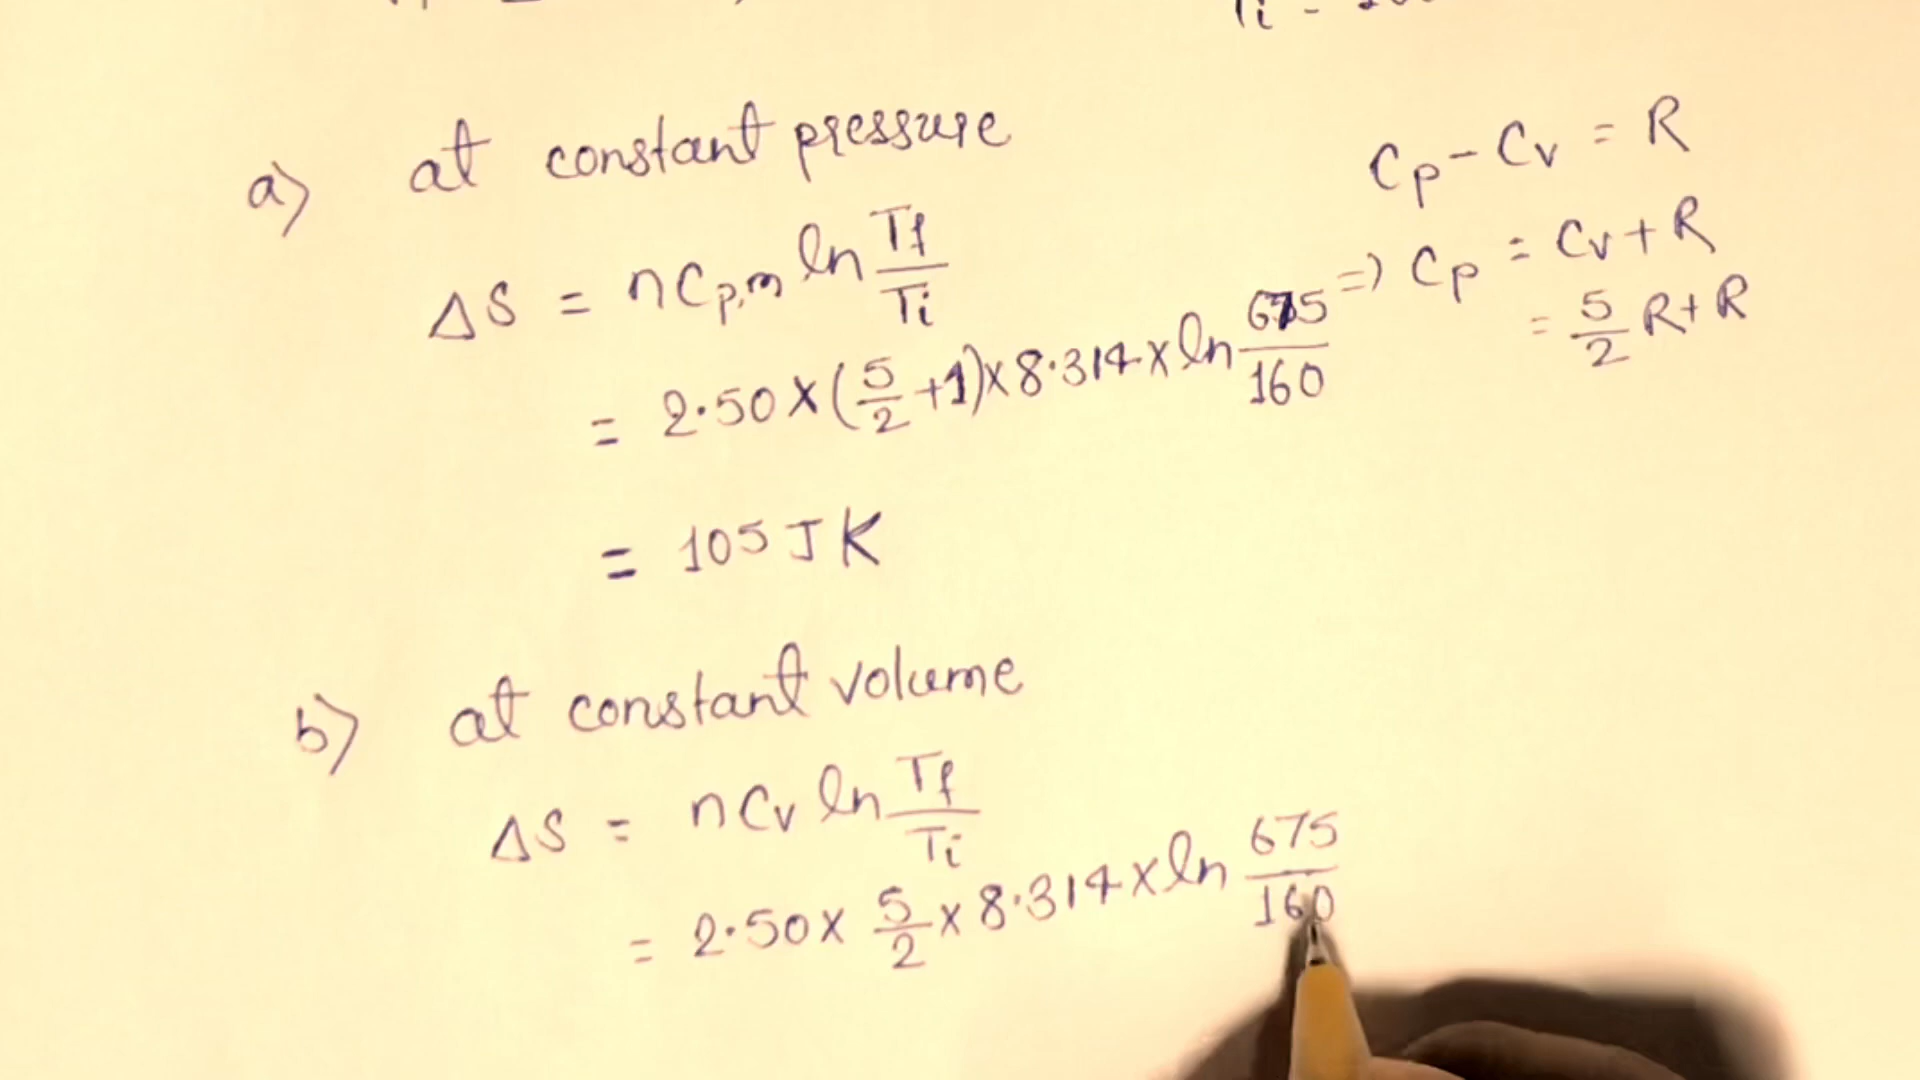 a) at constant pressure
ΔS = nCp,m ln Tf/Ti
= 2.50 × (5/2 + 1) × 8.314 × ln 675/160
= 105 J K
Cp - Cv = R
=> Cp = Cv + R
= 5/2 R + R
b) at constant volume
ΔS = nCv ln Tf/Ti
= 2.50 × 5/2 × 8.314 × ln 675/160